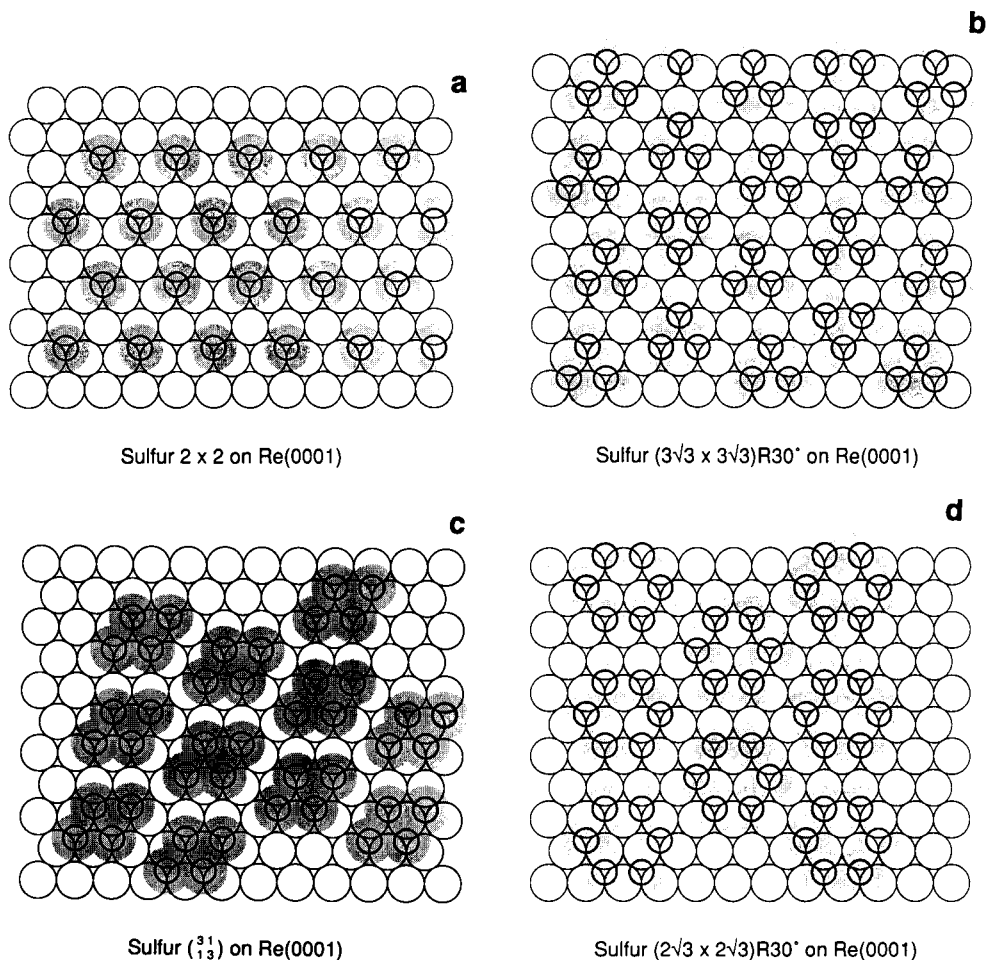 a
b
Sulfur 2 x 2 on Re(0001)
Sulfur (3√3 x 3√3)R30° on Re(0001)
c
d
Sulfur (3 1
1 3) on Re(0001)
Sulfur (2√3 x 2√3)R30° on Re(0001)